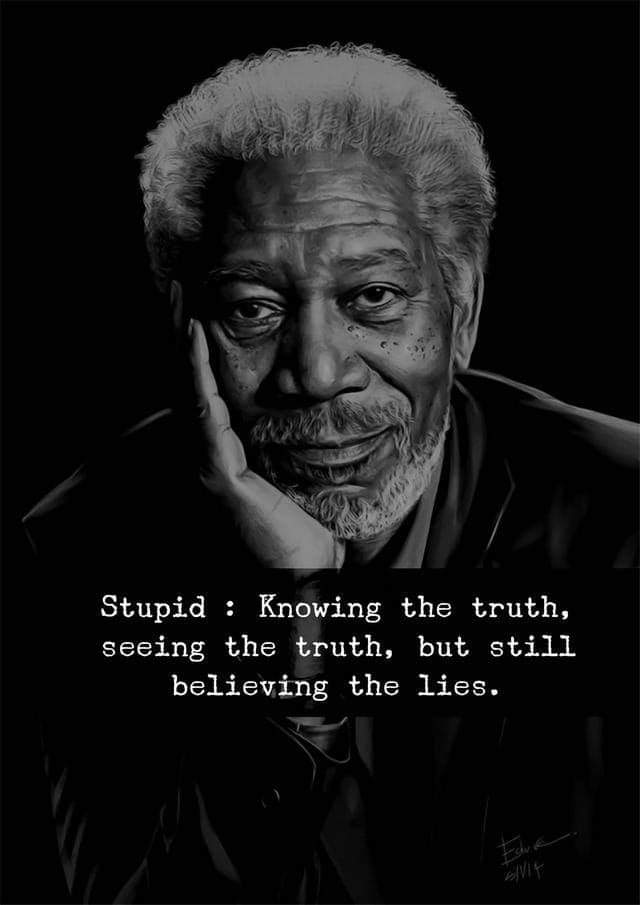 Stupid : Knowing the truth,
seeing the truth, but still
believing the lies.